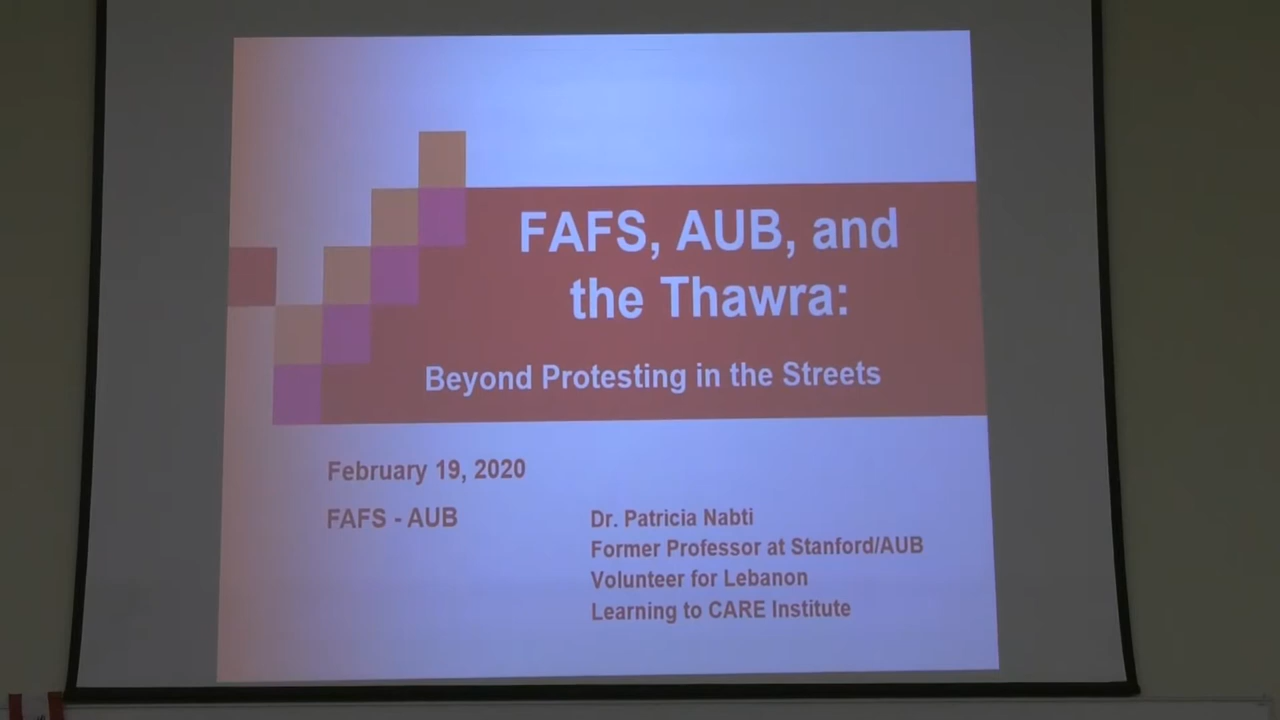 FAFS, AUB, and
the Thawra:
Beyond Protesting in the Streets
February 19, 2020
FAFS - AUB
Dr. Patricia Nabti
Former Professor at Stanford/AUB
Volunteer for Lebanon
Learning to CARE Institute